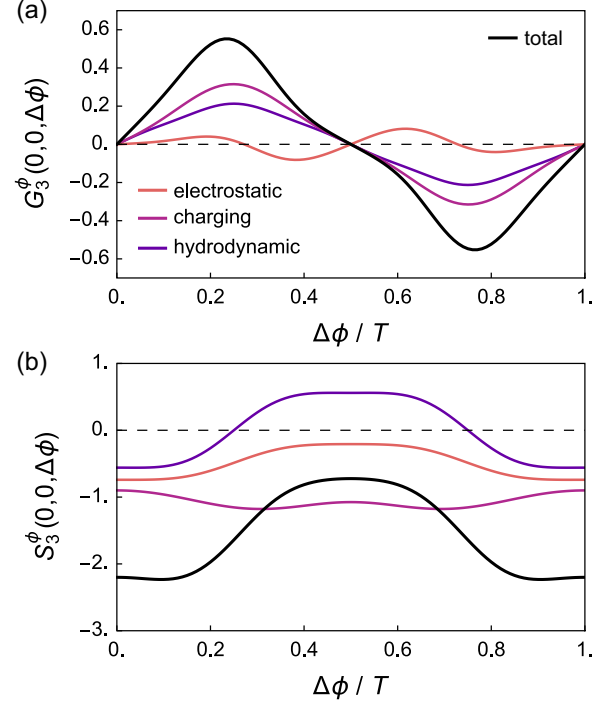 (a)
G₃^ϕ(0,0,Δϕ)
0.6
0.4
0.2
0.
-0.2
-0.4
-0.6
total
electrostatic
charging
hydrodynamic
0. 0.2 0.4 0.6 0.8 1.
Δϕ / T
(b)
S₃^ϕ(0,0,Δϕ)
1.
0.
-1.
-2.
-3.
0. 0.2 0.4 0.6 0.8 1.
Δϕ / T